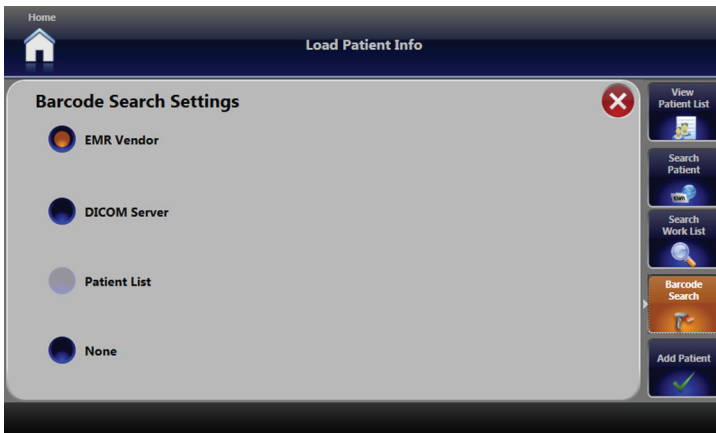 Home
Load Patient Info
Barcode Search Settings
EMR Vendor
DICOM Server
Patient List
None
View
Patient List
Search
Patient
EMR
Search
Work List
Barcode
Search
Add Patient